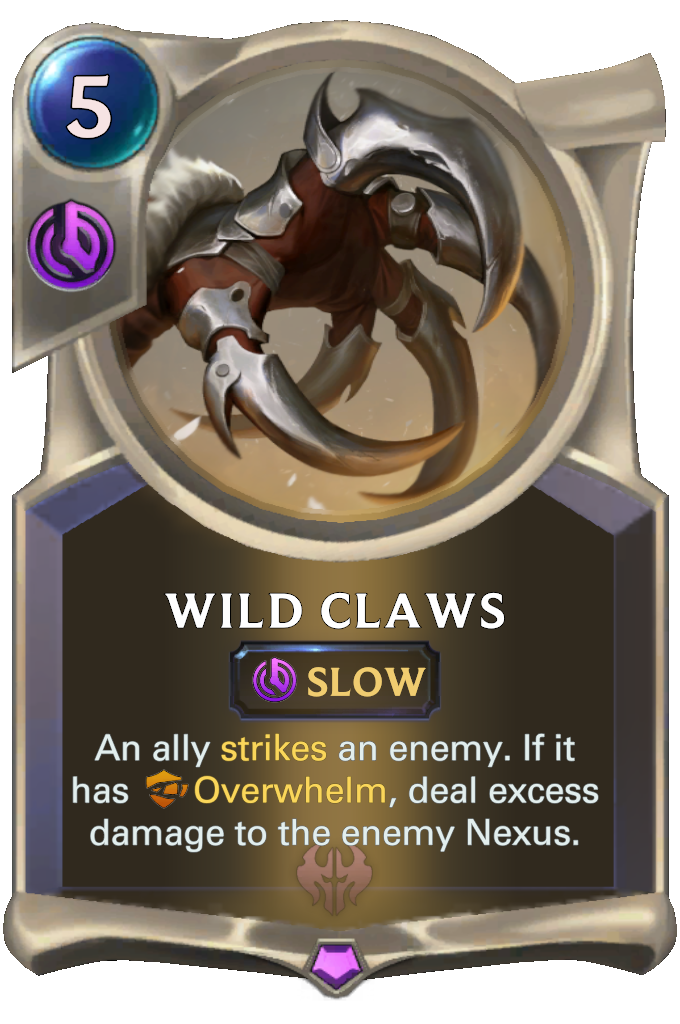 5
WILD CLAWS
SLOW
An ally strikes an enemy. If it
has Overwhelm, deal excess
damage to the enemy Nexus.